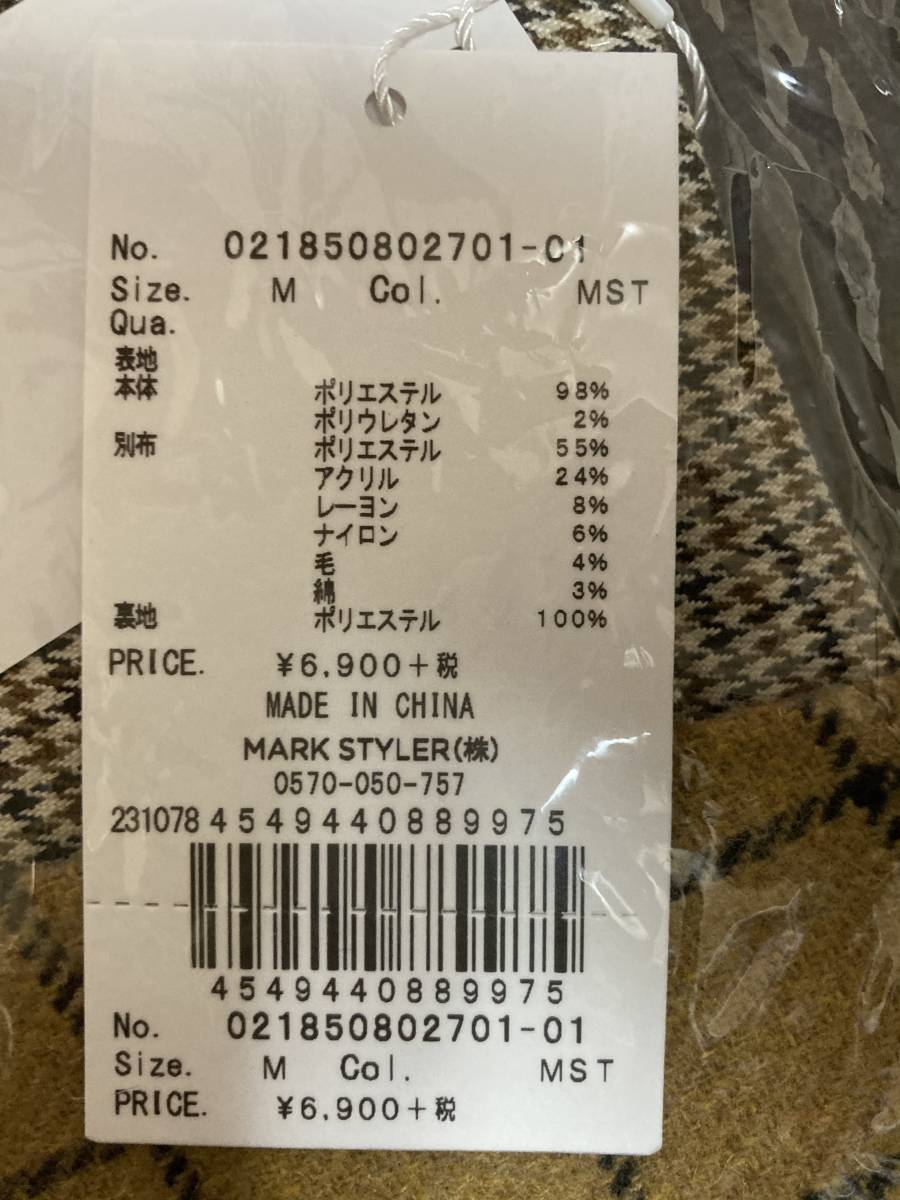 No. 021850802701-01
Size. M Col. MST
Qua.
表地
本体 ポリエステル 98%
ポリウレタン 2%
別布 ポリエステル 55%
アクリル 24%
レーヨン 8%
ナイロン 6%
毛 4%
綿 3%
裏地 ポリエステル 100%
PRICE. ¥6,900+税
MADE IN CHINA
MARK STYLER(株)
0570-050-757
231078 4549440889975
4549440889975
No. 021850802701-01
Size. M Col. MST
PRICE. ¥6,900+税